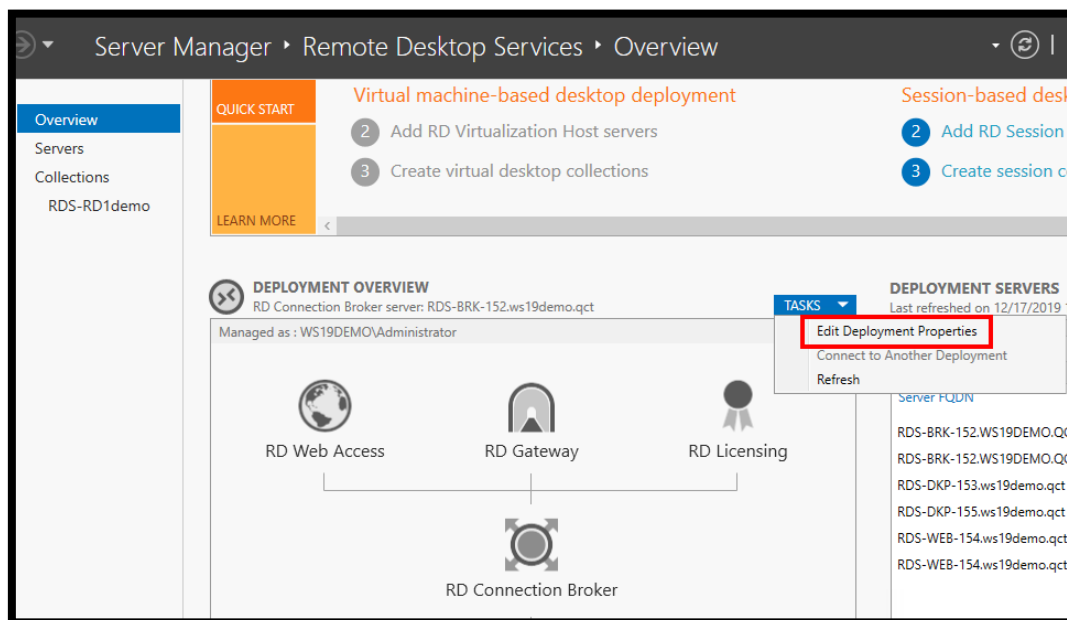 Server Manager ‣ Remote Desktop Services ‣ Overview
Overview
Servers
Collections
RDS-RD1demo
QUICK START
LEARN MORE
Virtual machine-based desktop deployment
2 Add RD Virtualization Host servers
3 Create virtual desktop collections
Session-based desk
2 Add RD Session
3 Create session c
DEPLOYMENT OVERVIEW
RD Connection Broker server: RDS-BRK-152.ws19demo.qct
TASKS
Managed as : WS19DEMO\Administrator
Edit Deployment Properties
Connect to Another Deployment
Refresh
RD Web Access
RD Gateway
RD Licensing
RD Connection Broker
DEPLOYMENT SERVERS
Last refreshed on 12/17/2019
Server FQDN
RDS-BRK-152.WS19DEMO.QC
RDS-BRK-152.WS19DEMO.QC
RDS-DKP-153.ws19demo.qct
RDS-DKP-155.ws19demo.qct
RDS-WEB-154.ws19demo.qct
RDS-WEB-154.ws19demo.qct